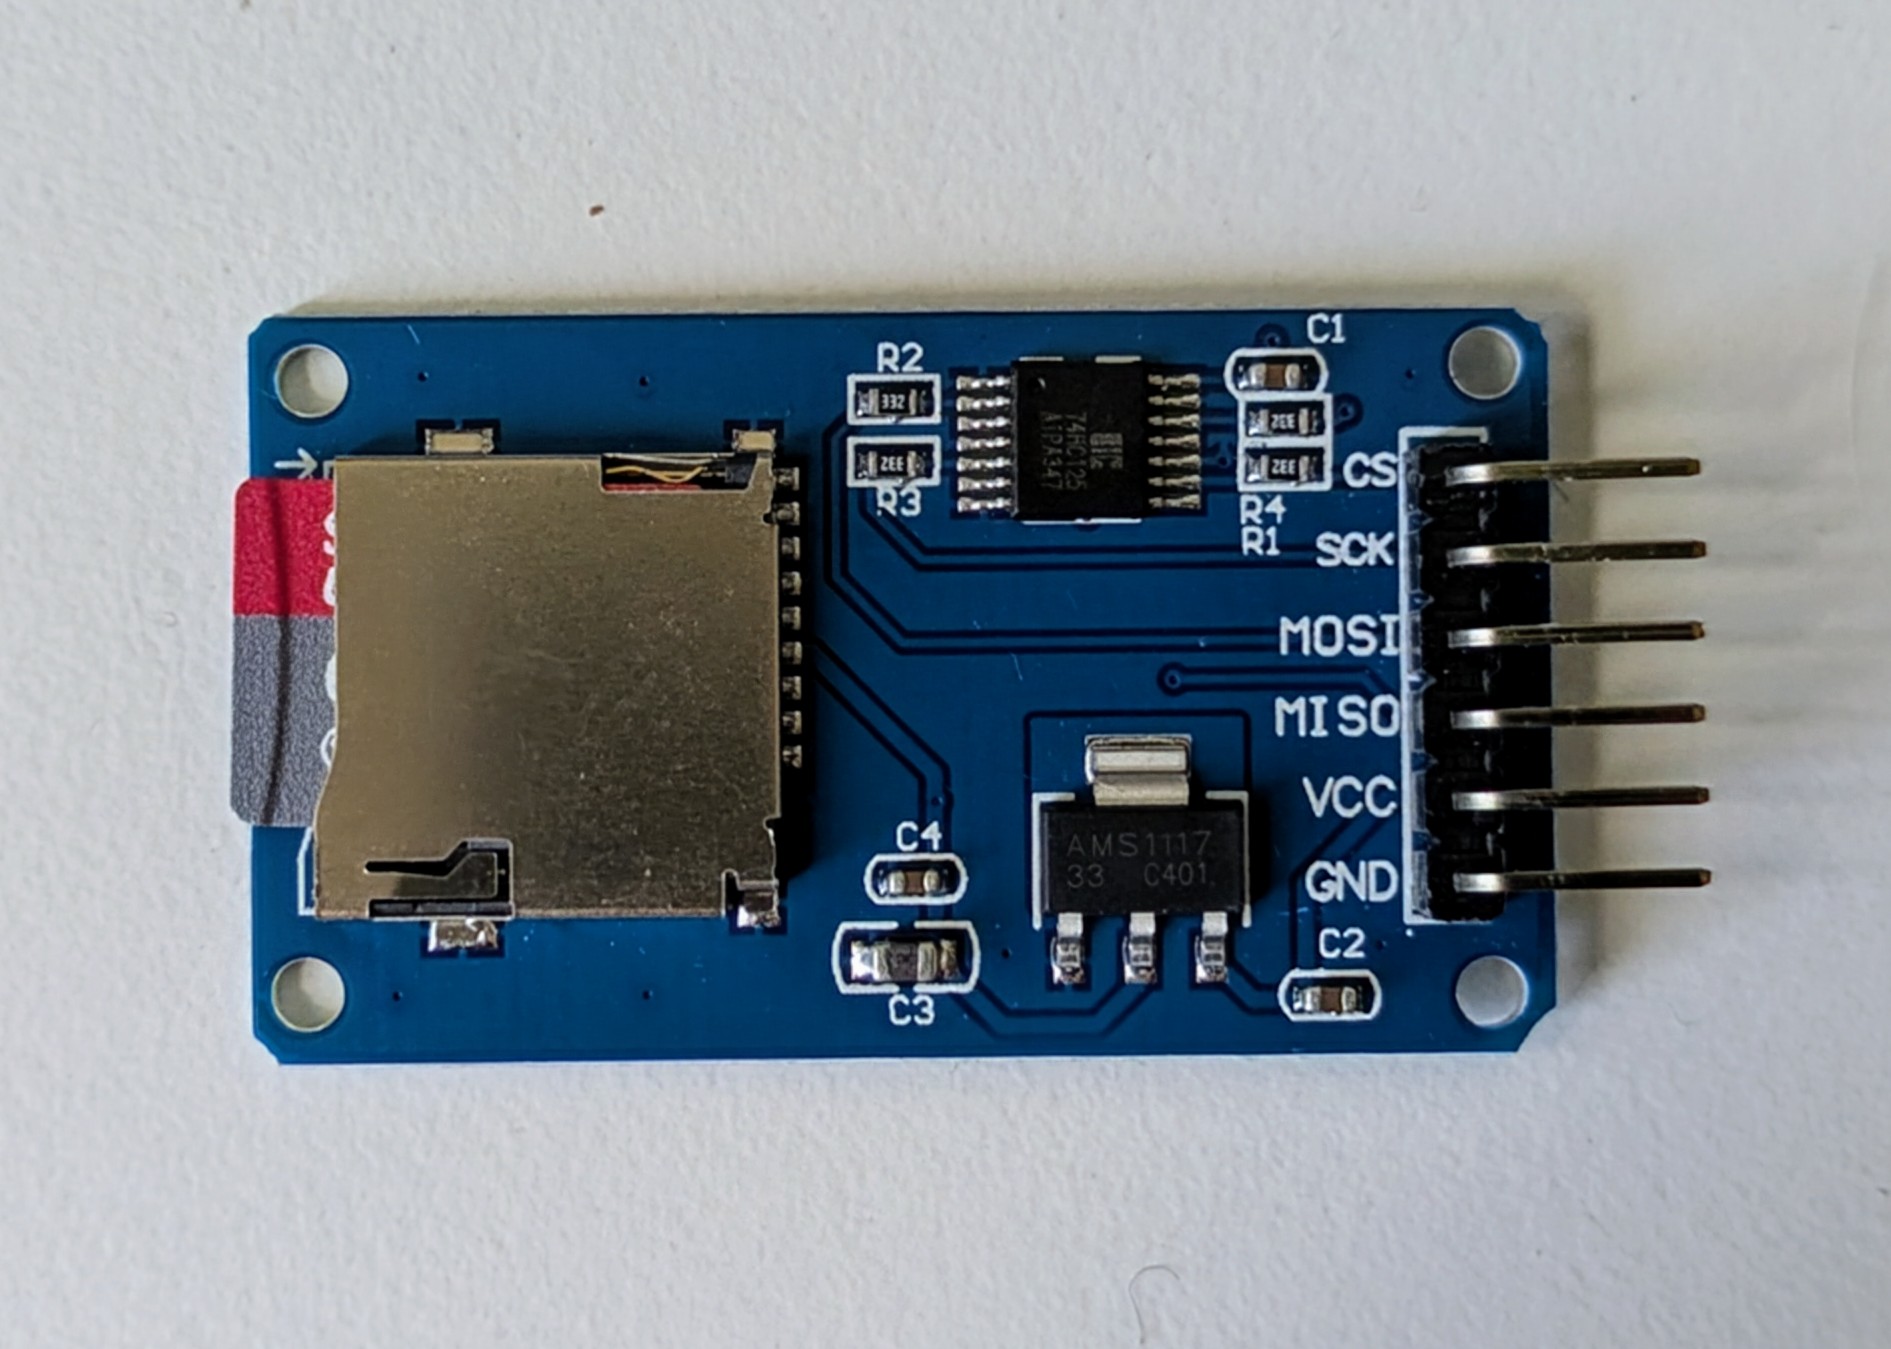 C1
R2
332
ZEE
ZEE
ZEE
R3
R4
R1
74HC125
CS
SCK
MOSI
MISO
VCC
GND
C4
AMS1117
33 C401
C2
C3